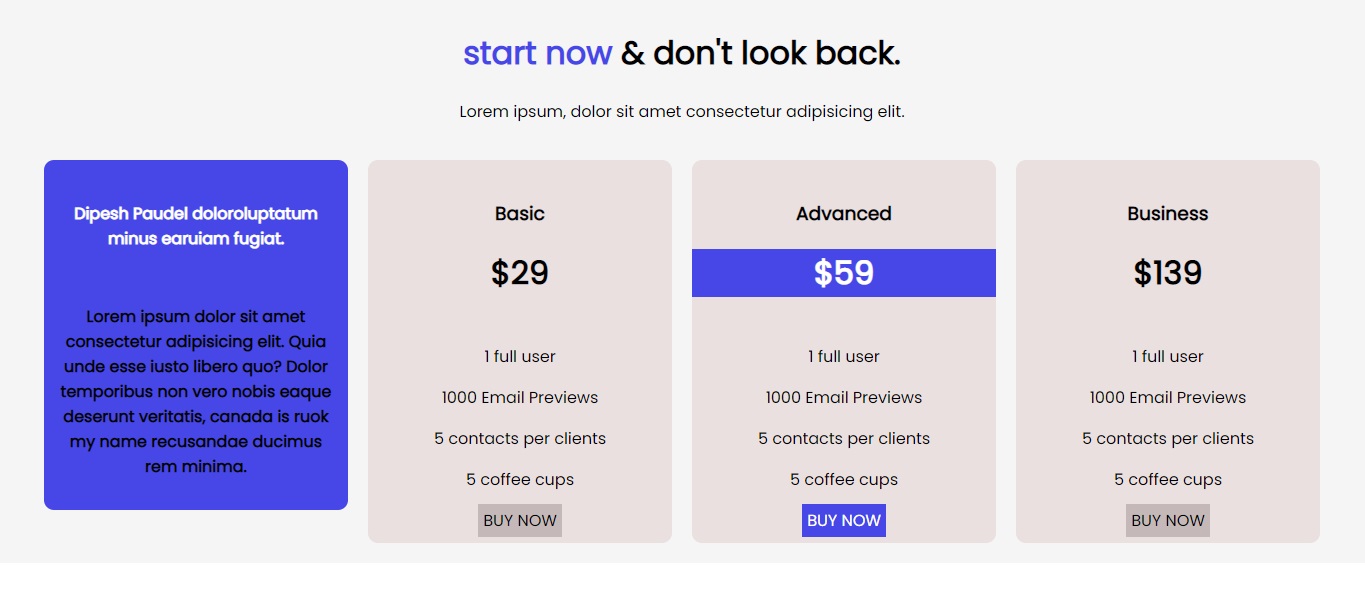 start now & don't look back.
Lorem ipsum, dolor sit amet consectetur adipisicing elit.
Dipesh Paudel doloroluptatum
minus earuiam fugiat.
Lorem ipsum dolor sit amet
consectetur adipisicing elit. Quia
unde esse iusto libero quo? Dolor
temporibus non vero nobis eaque
deserunt veritatis, canada is ruok
my name recusandae ducimus
rem minima.
Basic
$29
1 full user
1000 Email Previews
5 contacts per clients
5 coffee cups
BUY NOW
Advanced
$59
1 full user
1000 Email Previews
5 contacts per clients
5 coffee cups
BUY NOW
Business
$139
1 full user
1000 Email Previews
5 contacts per clients
5 coffee cups
BUY NOW